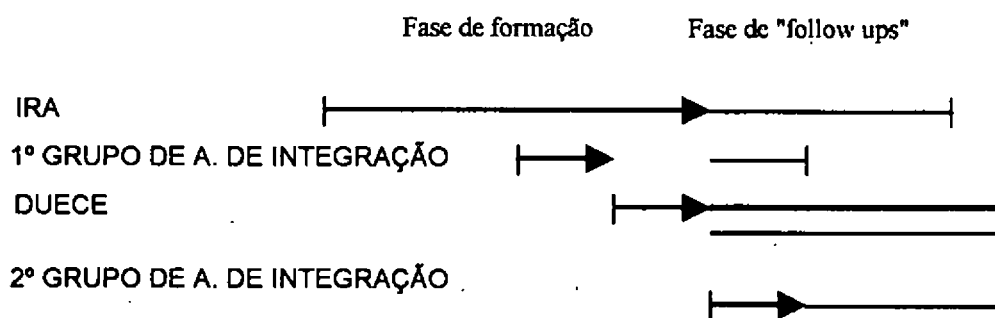 Fase de formação Fase de "follow ups"
IRA
1º GRUPO DE A. DE INTEGRAÇÃO
DUECE
2º GRUPO DE A. DE INTEGRAÇÃO